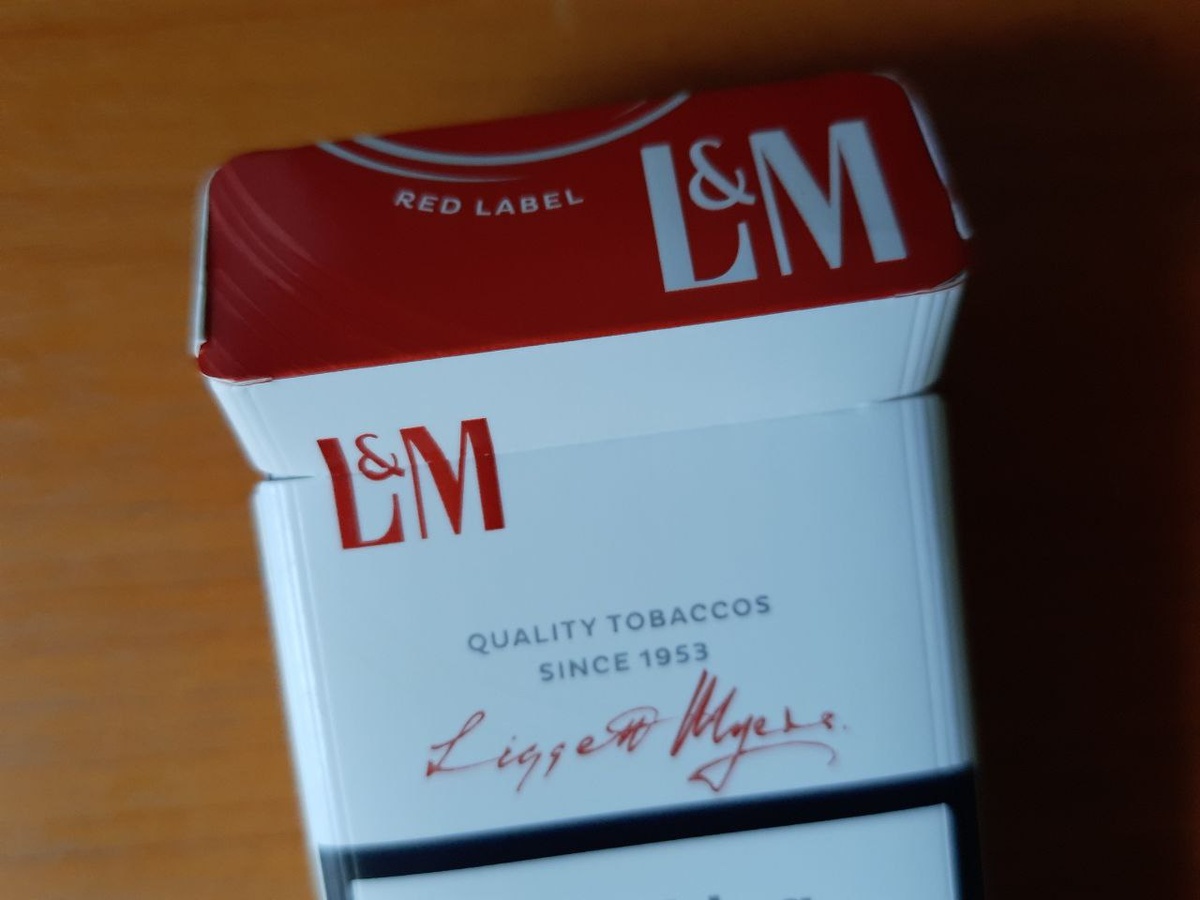 RED LABEL
L&M
L&M
QUALITY TOBACCOS
SINCE 1953
Liggett Myers